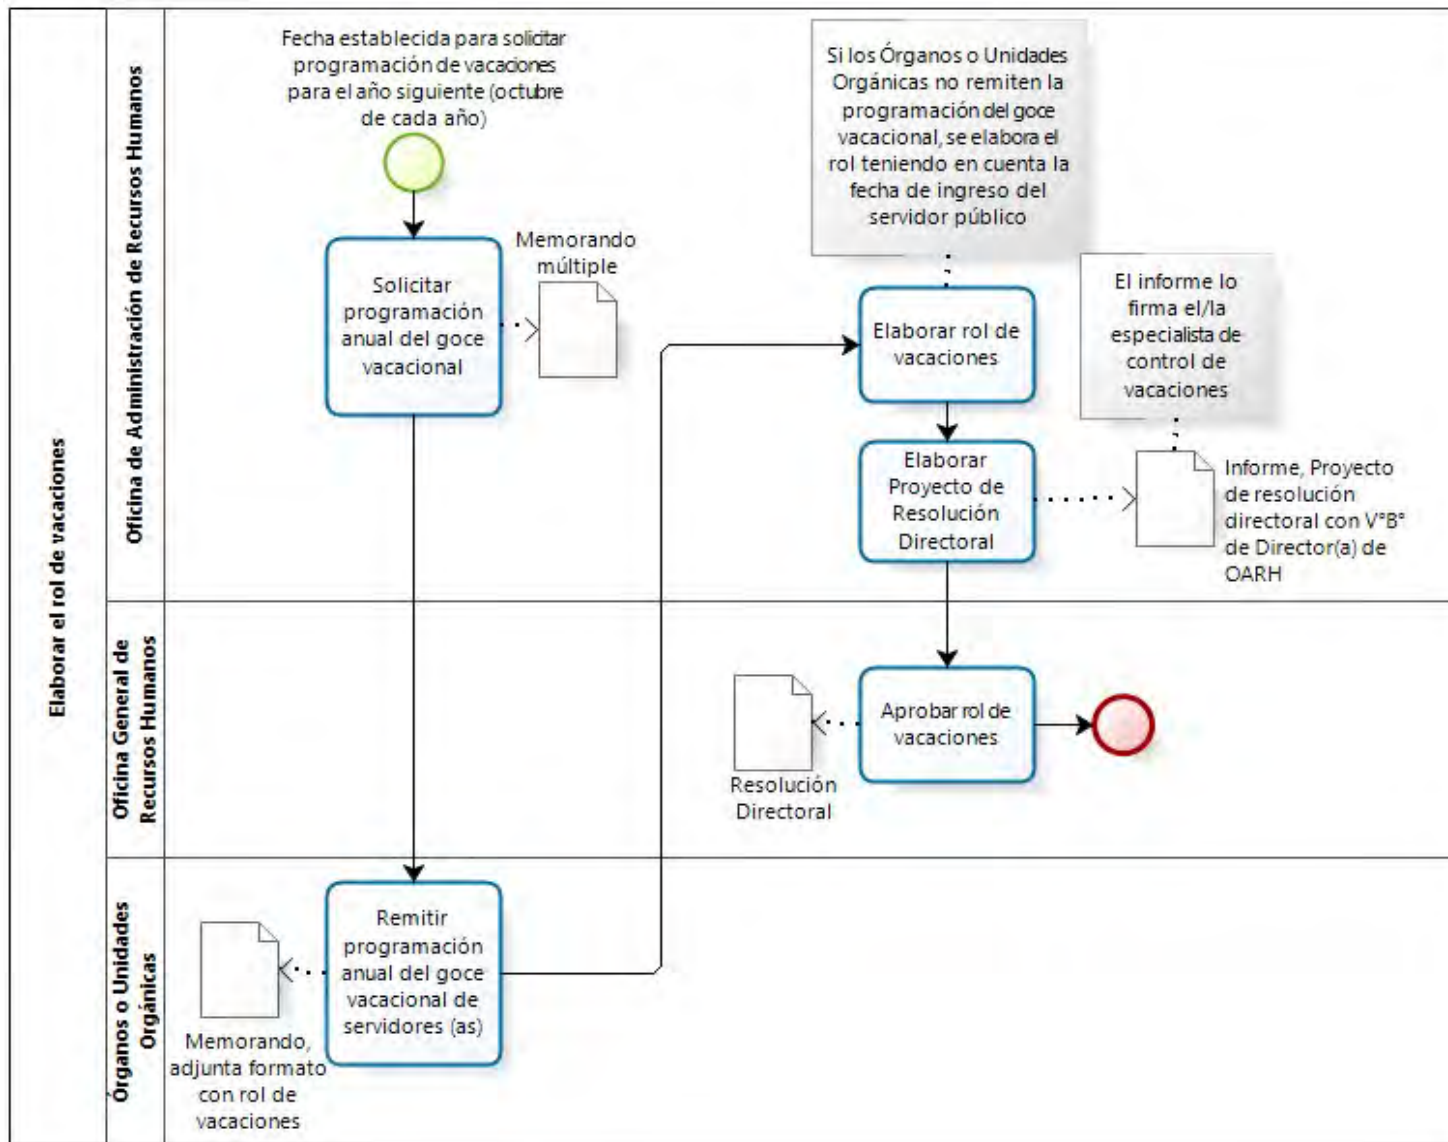 Elaborar el rol de vacaciones
Oficina de Administración de Recursos Humanos
Fecha establecida para solicitar
programación de vacaciones
para el año siguiente (octubre
de cada año)
Solicitar
programación
anual del goce
vacacional
Memorando
múltiple
Si los Órganos o Unidades
Orgánicas no remiten la
programación del goce
vacacional, se elabora el
rol teniendo en cuenta la
fecha de ingreso del
servidor público
Elaborar rol de
vacaciones
El informe lo
firma el/la
especialista de
control de
vacaciones
Elaborar
Proyecto de
Resolución
Directoral
Informe, Proyecto
de resolución
directoral con V°B°
de Director(a) de
OARH
Oficina General de
Recursos Humanos
Aprobar rol de
vacaciones
Resolución
Directoral
Órganos o Unidades
Orgánicas
Remitir
programación
anual del goce
vacacional de
servidores (as)
Memorando,
adjunta formato
con rol de
vacaciones